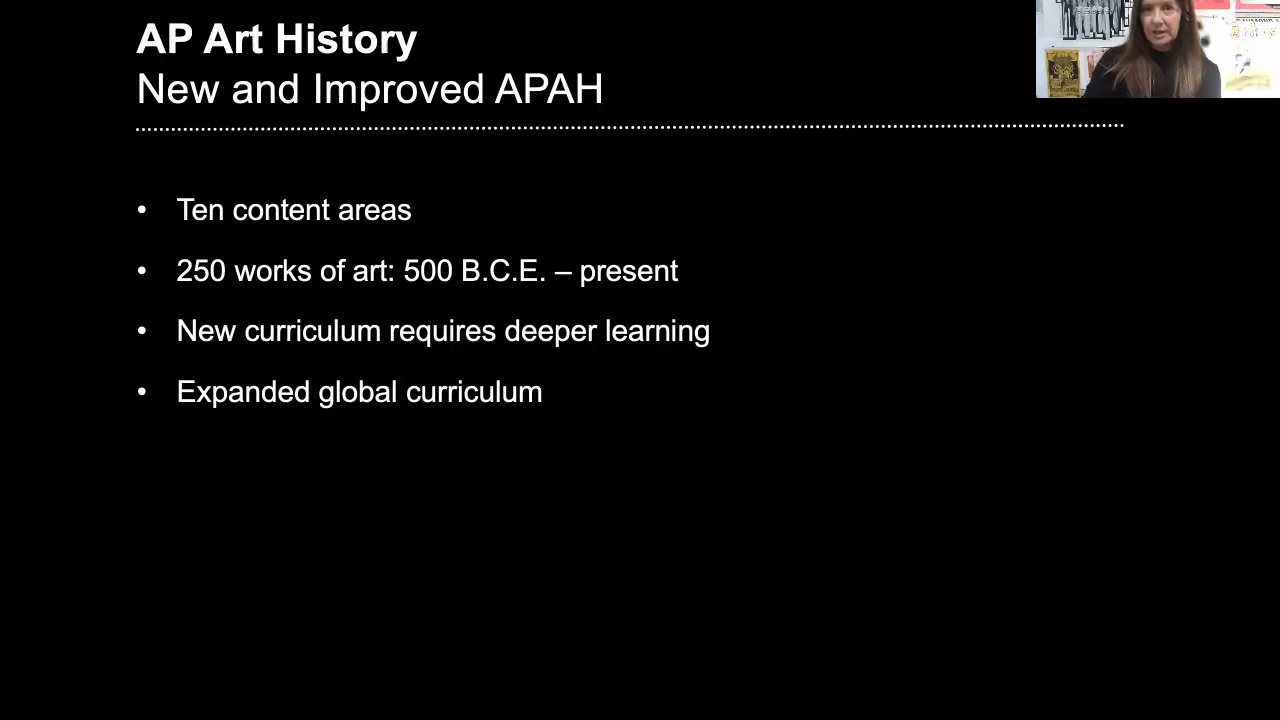 AP Art History
New and Improved APAH
• Ten content areas
• 250 works of art: 500 B.C.E. – present
• New curriculum requires deeper learning
• Expanded global curriculum